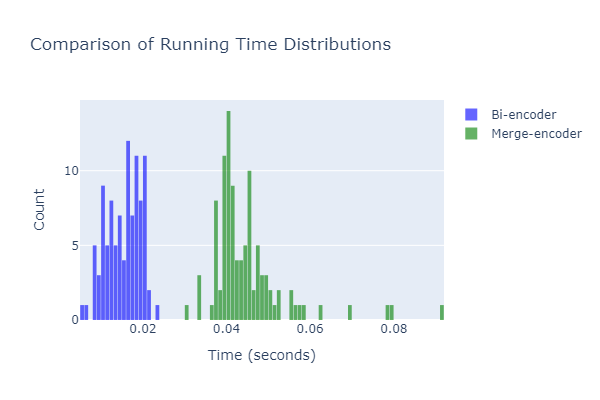 Comparison of Running Time Distributions
Bi-encoder
Merge-encoder
10
5
0
Count
0.02 0.04 0.06 0.08
Time (seconds)